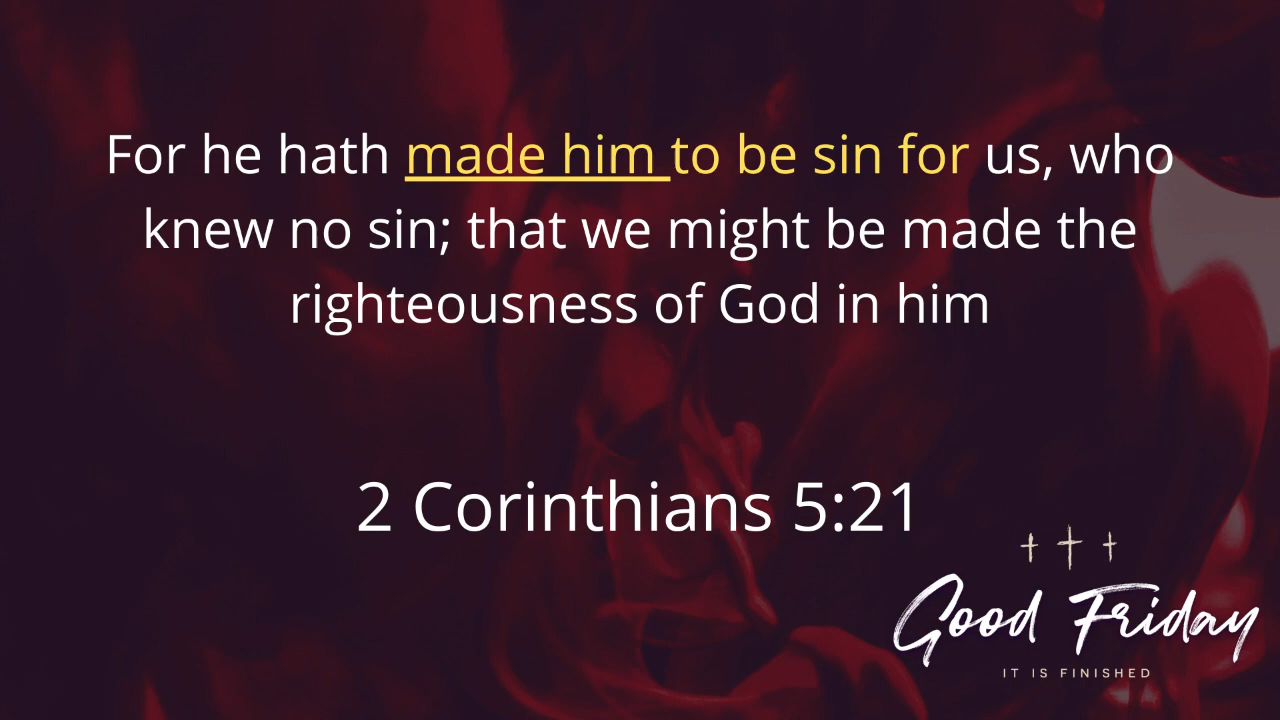 For he hath made him to be sin for us, who
knew no sin; that we might be made the
righteousness of God in him
2 Corinthians 5:21
Good Friday
IT IS FINISHED